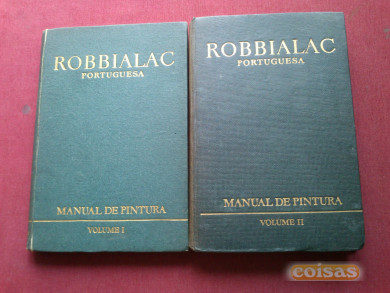 ROBBIALAC
PORTUGUESA
MANUAL DE PINTURA
VOLUME I
ROBBIALAC
PORTUGUESA
MANUAL DE PINTURA
VOLUME II
coisas